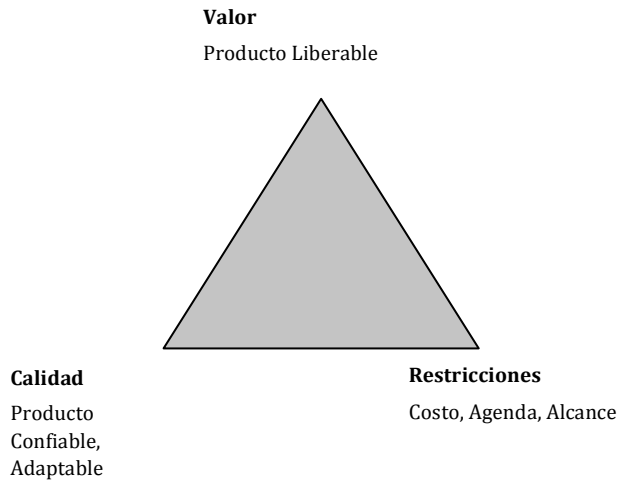 Valor
Producto Liberable
Calidad
Producto
Confiable,
Adaptable
Restricciones
Costo, Agenda, Alcance